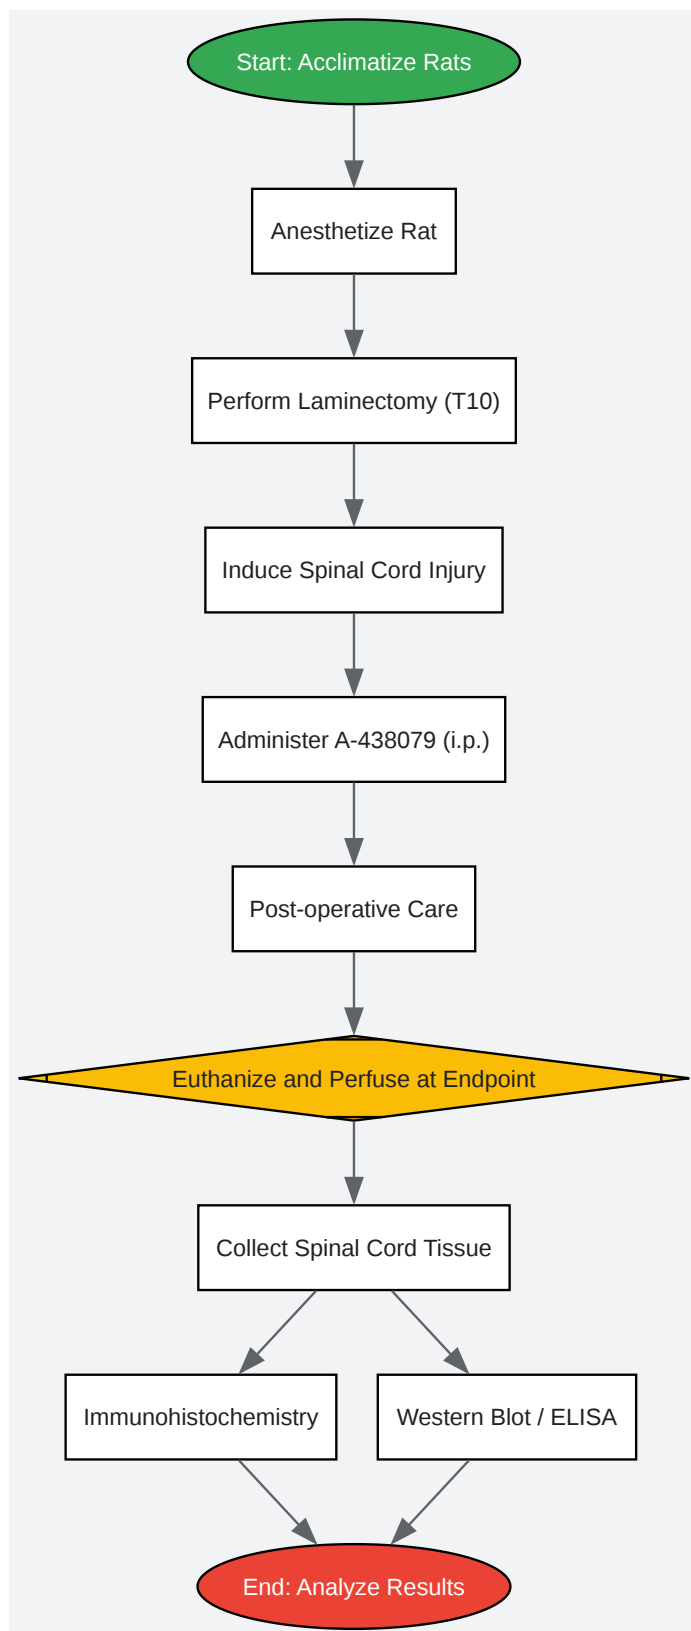 Start: Acclimatize Rats
Anesthetize Rat
Perform Laminectomy (T10)
Induce Spinal Cord Injury
Administer A-438079 (i.p.)
Post-operative Care
Euthanize and Perfuse at Endpoint
Collect Spinal Cord Tissue
Immunohistochemistry
Western Blot / ELISA
End: Analyze Results